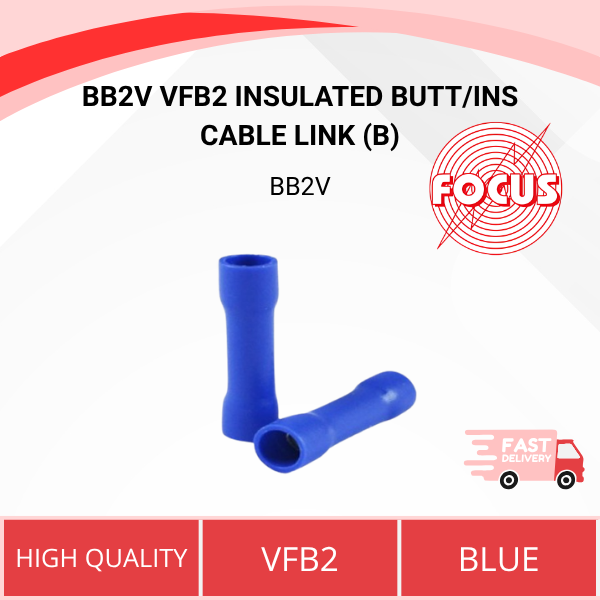 BB2V VFB2 INSULATED BUTT/INS
CABLE LINK (B)
BB2V
FOCUS
FAST
DELIVERY
HIGH QUALITY
VFB2
BLUE